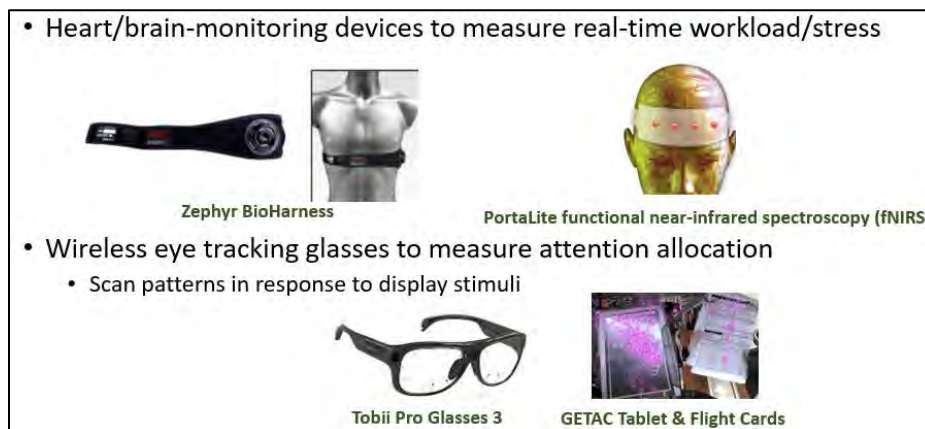 • Heart/brain-monitoring devices to measure real-time workload/stress
Zephyr BioHarness
PortaLite functional near-infrared spectroscopy (fNIRS
• Wireless eye tracking glasses to measure attention allocation
• Scan patterns in response to display stimuli
Tobii Pro Glasses 3
GETAC Tablet & Flight Cards